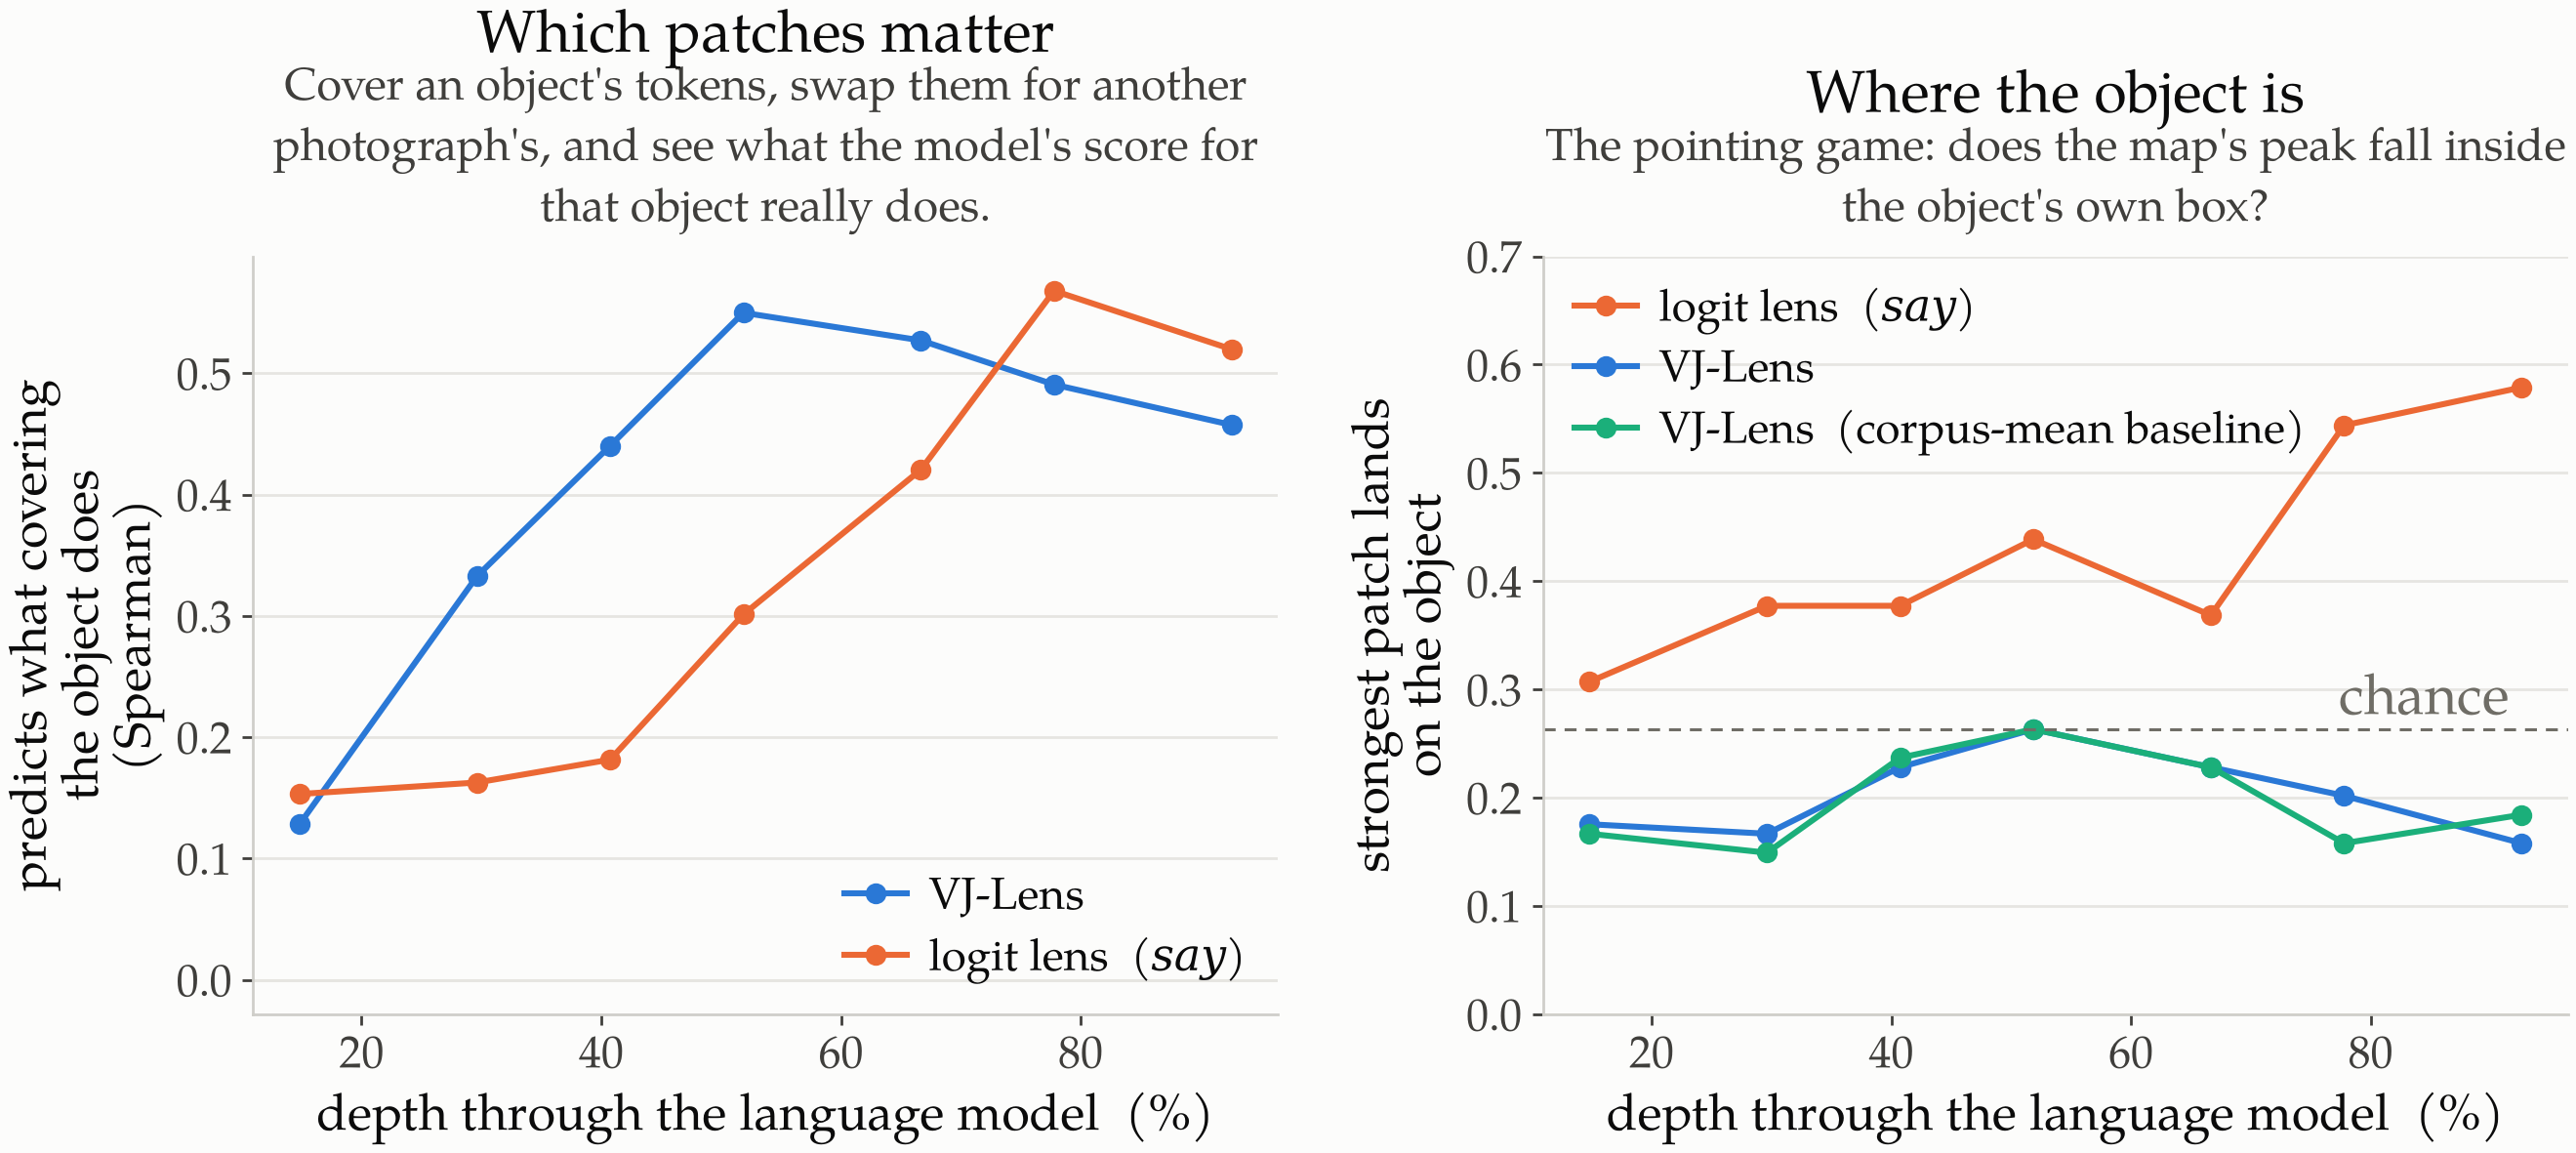 Which patches matter
Cover an object's tokens, swap them for another
photograph's, and see what the model's score for
that object really does.
predicts what covering
the object does
(Spearman)
0.5
0.4
0.3
0.2
0.1
0.0
VJ-Lens
logit lens (say)
20 40 60 80
depth through the language model (%)
Where the object is
The pointing game: does the map's peak fall inside
the object's own box?
strongest patch lands
on the object
0.7
0.6
0.5
0.4
0.3
0.2
0.1
0.0
logit lens (say)
VJ-Lens
VJ-Lens (corpus-mean baseline)
chance
20 40 60 80
depth through the language model (%)